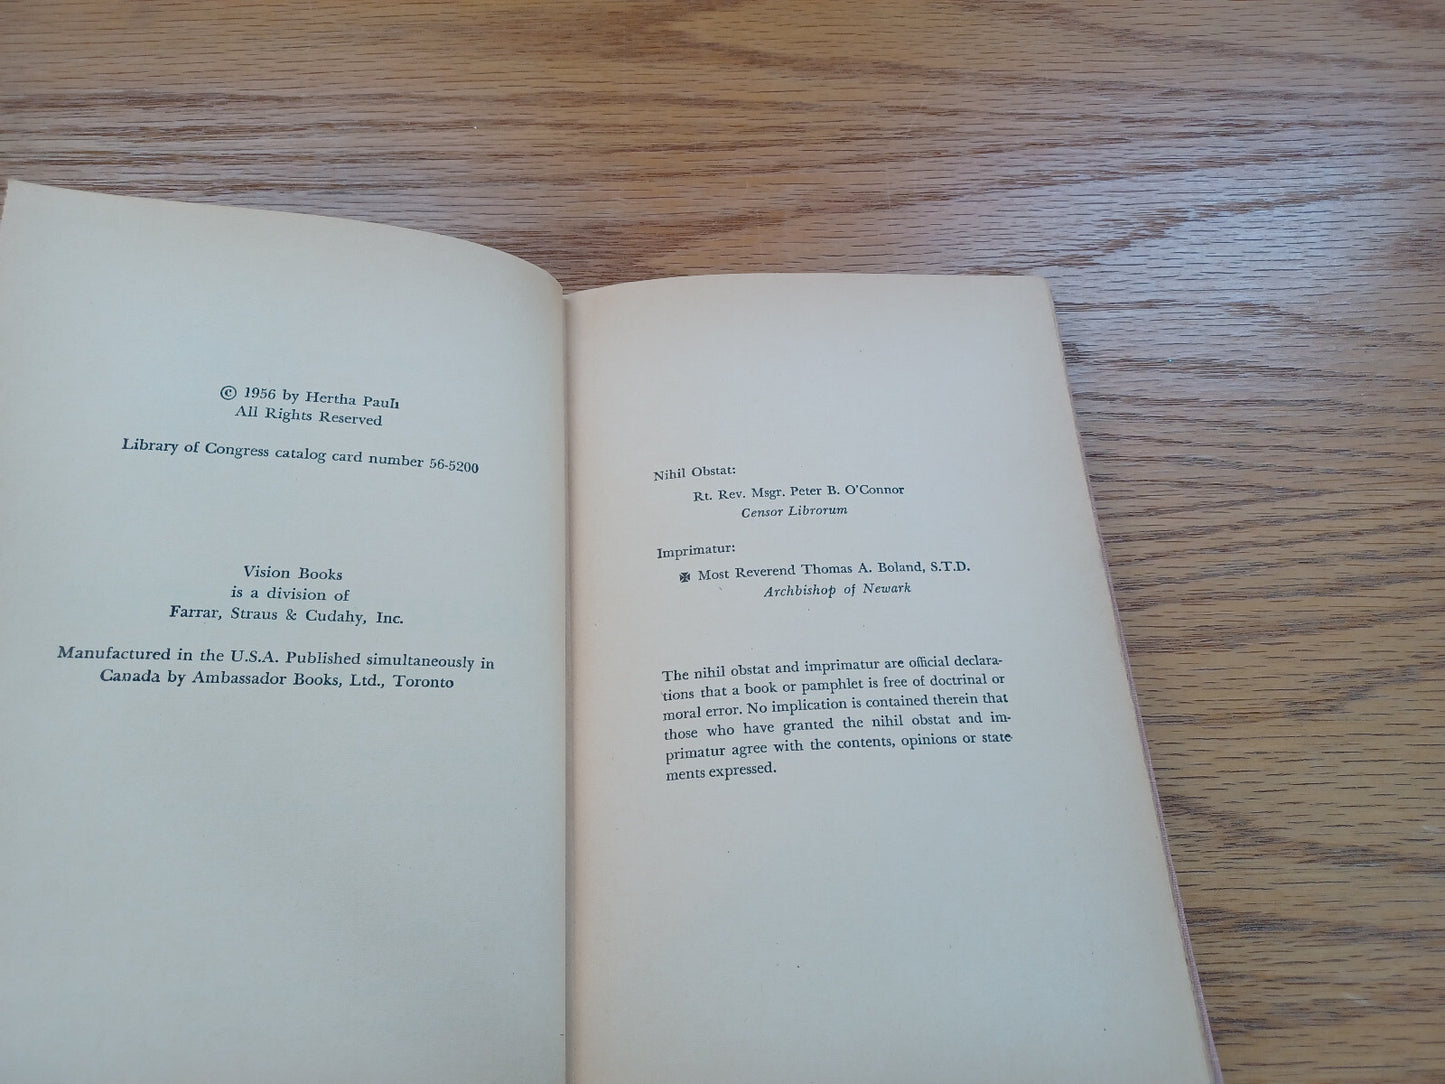 © 1956 by Hertha Pauli
All Rights Reserved
Library of Congress catalog card number 56-5200
Vision Books
is a division of
Farrar, Straus & Cudahy, Inc.
Manufactured in the U.S.A. Published simultaneously in
Canada by Ambassador Books, Ltd., Toronto
Nihil Obstat:
Rt. Rev. Msgr. Peter B. O'Connor
Censor Librorum
Imprimatur:
✠ Most Reverend Thomas A. Boland, S.T.D.
Archbishop of Newark
The nihil obstat and imprimatur are official declara-
tions that a book or pamphlet is free of doctrinal or
moral error. No implication is contained therein that
those who have granted the nihil obstat and im-
primatur agree with the contents, opinions or state
ments expressed.